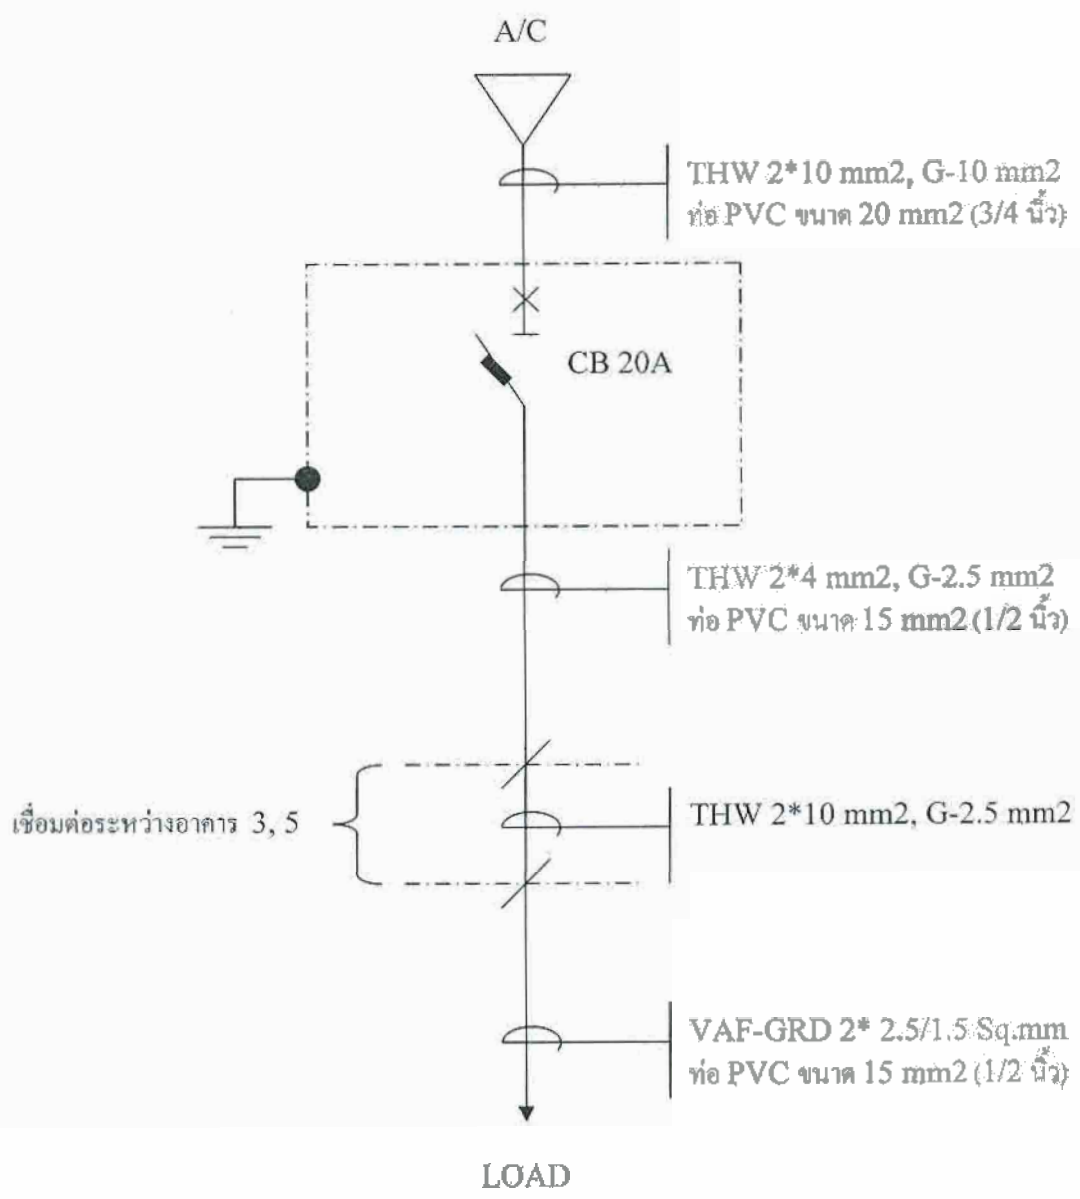 A/C
THW 2*10 mm2, G-10 mm2
ท่อ PVC ขนาด 20 mm2 (3/4 นิ้ว)
CB 20A
THW 2*4 mm2, G-2.5 mm2
ท่อ PVC ขนาด 15 mm2 (1/2 นิ้ว)
เชื่อมต่อระหว่างอาคาร 3, 5
THW 2*10 mm2, G-2.5 mm2
VAF-GRD 2* 2.5/1.5 Sq.mm
ท่อ PVC ขนาด 15 mm2 (1/2 นิ้ว)
LOAD